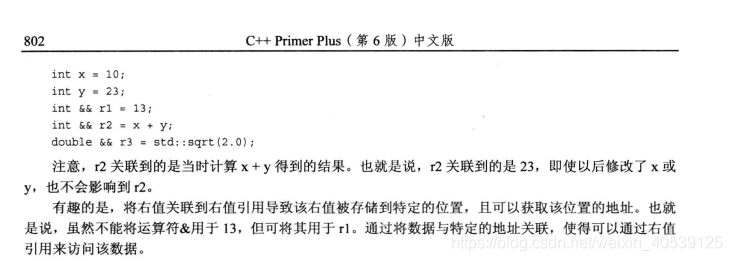 802 C++ Primer Plus(第 6 版)中文版
int x = 10;
int y = 23;
int && r1 = 13;
int && r2 = x + y;
double && r3 = std::sqrt(2.0);
注意，r2 关联到的是当时计算 x + y 得到的结果。也就是说，r2 关联到的是 23，即使以后修改了 x 或
y，也不会影响到 r2。
有趣的是，将右值关联到右值引用导致该右值被存储到特定的位置，且可以获取该位置的地址。也就
是说，虽然不能将运算符&用于 13，但可将其用于 r1。通过将数据与特定的地址关联，使得可以通过右值
引用来访问该数据。
https://blog.csdn.net/weixin_40539125